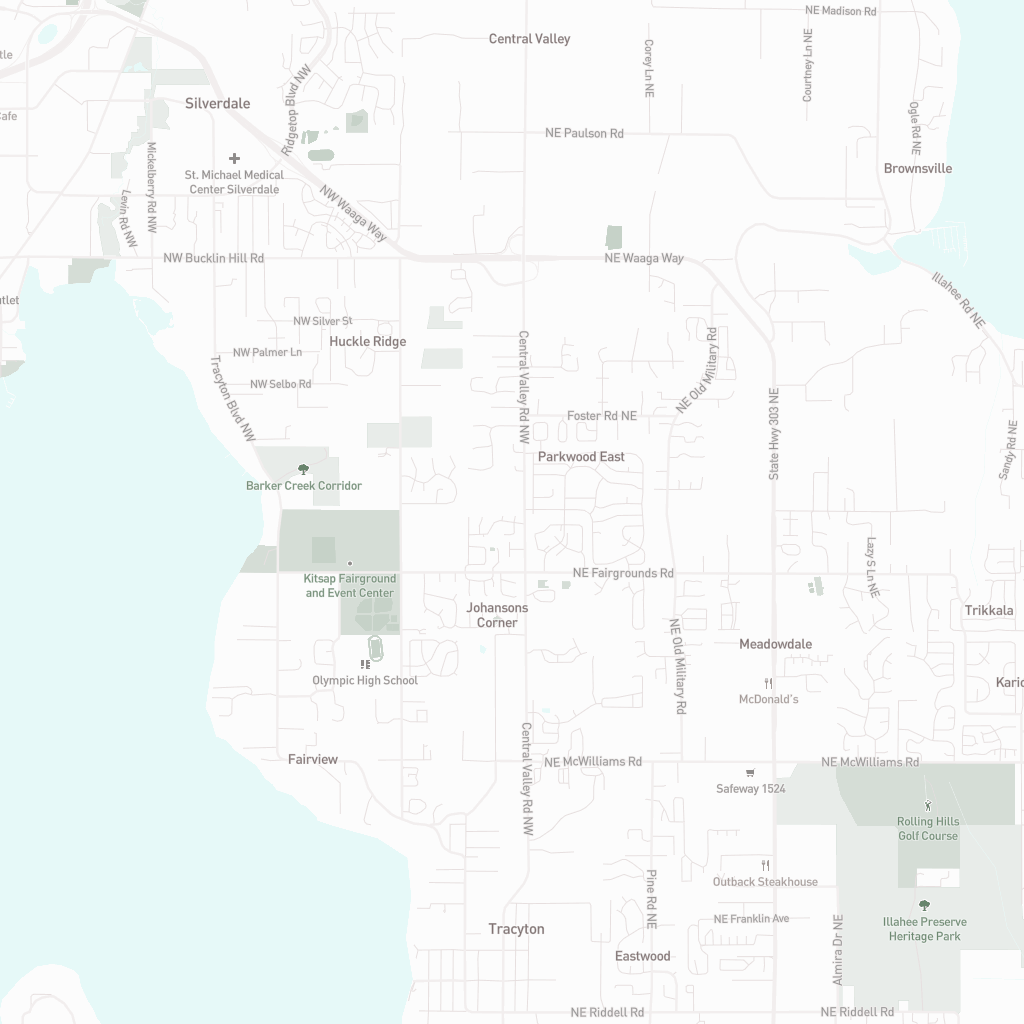 NE Madison Rd
Central Valley
Corey Ln NE
Courtney Ln NE
Ridgetop Blvd NW
Silverdale
Cafe
Ogle Rd NE
NE Paulson Rd
Mickelberry Rd NW
St. Michael Medical
Center Silverdale
Brownsville
Levin Rd NW
NW Waaga Way
NW Bucklin Hill Rd
NE Waaga Way
Illahee Rd NE
NW Silver St
Huckle Ridge
NW Palmer Ln
NW Selbo Rd
Tracyton Blvd NW
Central Valley Rd NW
NE Old Military Rd
Foster Rd NE
State Hwy 303 NE
Sandy Rd NE
Parkwood East
Barker Creek Corridor
Lazy S Ln NE
Kitsap Fairground
and Event Center
NE Fairgrounds Rd
Johansons
Corner
Trikkala
NE Old Military Rd
Meadowdale
Olympic High School
McDonald's
Fairview
Central Valley Rd NW
NE McWilliams Rd
NE McWilliams Rd
Safeway 1524
Rolling Hills
Golf Course
Outback Steakhouse
Pine Rd NE
NE Franklin Ave
Illahee Preserve
Heritage Park
Tracyton
Almira Dr NE
Eastwood
NE Riddell Rd
NE Riddell Rd